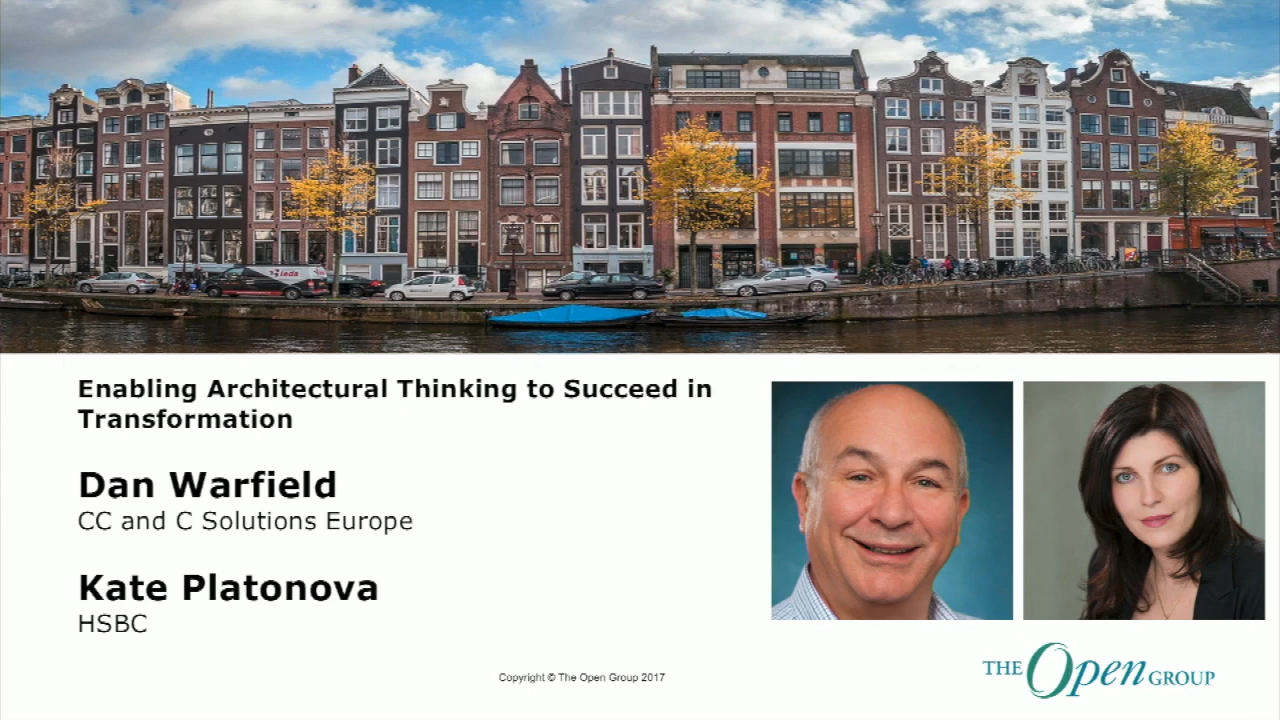 leds
Enabling Architectural Thinking to Succeed in
Transformation
Dan Warfield
CC and C Solutions Europe
Kate Platonova
HSBC
Copyright © The Open Group 2017
THE Open GROUP